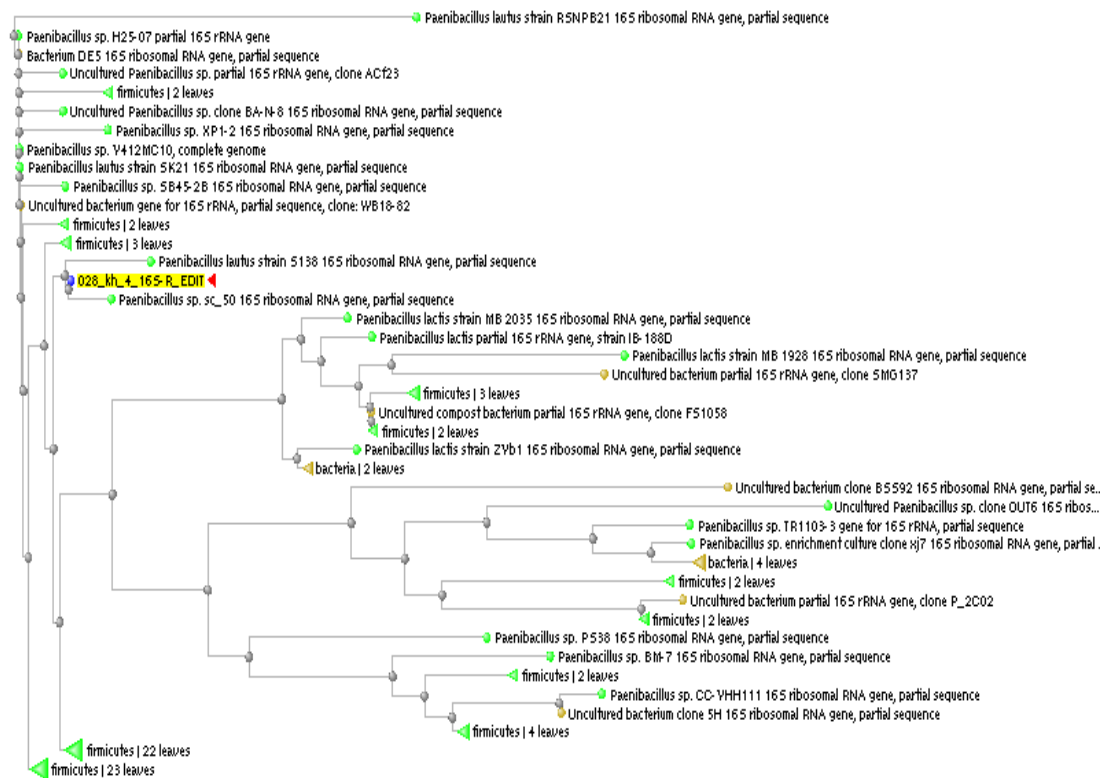 Paenibacillus lautus strain RSNPB21 16S ribosomal RNA gene, partial sequence
Paenibacillus sp. H25-07 partial 16S rRNA gene
Bacterium DE5 16S ribosomal RNA gene, partial sequence
Uncultured Paenibacillus sp. partial 16S rRNA gene, clone ACf23
firmicutes | 2 leaves
Uncultured Paenibacillus sp. clone BA-N-8 16S ribosomal RNA gene, partial sequence
Paenibacillus sp. XP1-2 16S ribosomal RNA gene, partial sequence
Paenibacillus sp. Y412MC10, complete genome
Paenibacillus lautus strain SK21 16S ribosomal RNA gene, partial sequence
Paenibacillus sp. SB45-2B 16S ribosomal RNA gene, partial sequence
Uncultured bacterium gene for 16S rRNA, partial sequence, clone: WB18-82
firmicutes | 2 leaves
firmicutes | 3 leaves
Paenibacillus lautus strain S138 16S ribosomal RNA gene, partial sequence
028_kh_4_16S-R_EDIT
Paenibacillus sp. sc_50 16S ribosomal RNA gene, partial sequence
Paenibacillus lactis strain MB 2035 16S ribosomal RNA gene, partial sequence
Paenibacillus lactis partial 16S rRNA gene, strain IB-188D
Paenibacillus lactis strain MB 1928 16S ribosomal RNA gene, partial sequence
Uncultured bacterium partial 16S rRNA gene, clone SMG137
firmicutes | 3 leaves
Uncultured compost bacterium partial 16S rRNA gene, clone FS1058
firmicutes | 2 leaves
Paenibacillus lactis strain ZYb1 16S ribosomal RNA gene, partial sequence
bacteria | 2 leaves
Uncultured bacterium clone BSS92 16S ribosomal RNA gene, partial se...
Uncultured Paenibacillus sp. clone OUT6 16S ribos...
Paenibacillus sp. TR1103-3 gene for 16S rRNA, partial sequence
Paenibacillus sp. enrichment culture clone xj7 16S ribosomal RNA gene, partial .
bacteria | 4 leaves
firmicutes | 2 leaves
Uncultured bacterium partial 16S rRNA gene, clone P_2C02
firmicutes | 2 leaves
Paenibacillus sp. PS38 16S ribosomal RNA gene, partial sequence
Paenibacillus sp. BM-7 16S ribosomal RNA gene, partial sequence
firmicutes | 2 leaves
Paenibacillus sp. CC-YHH111 16S ribosomal RNA gene, partial sequence
Uncultured bacterium clone SH 16S ribosomal RNA gene, partial sequence
firmicutes | 4 leaves
firmicutes | 22 leaves
firmicutes | 23 leaves